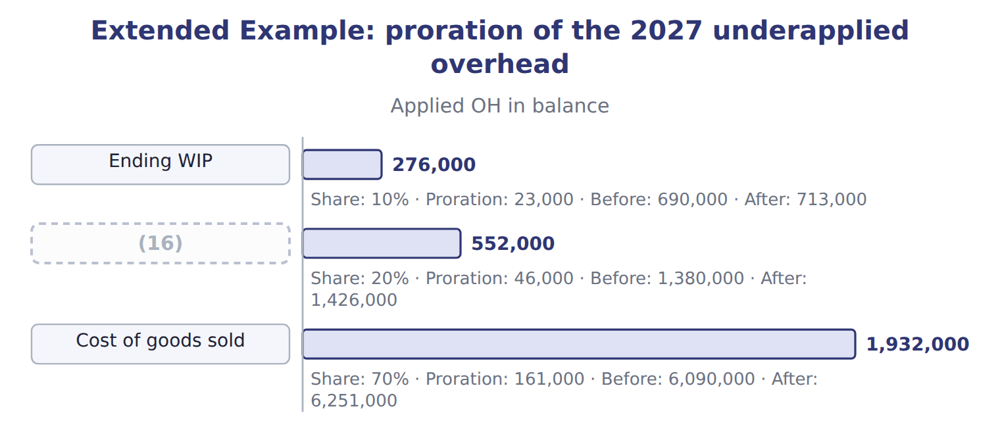 Extended Example: proration of the 2027 underapplied
overhead
Applied OH in balance
Ending WIP
276,000
Share: 10% · Proration: 23,000 · Before: 690,000 · After: 713,000
(16)
552,000
Share: 20% · Proration: 46,000 · Before: 1,380,000 · After:
1,426,000
Cost of goods sold
1,932,000
Share: 70% · Proration: 161,000 · Before: 6,090,000 · After:
6,251,000